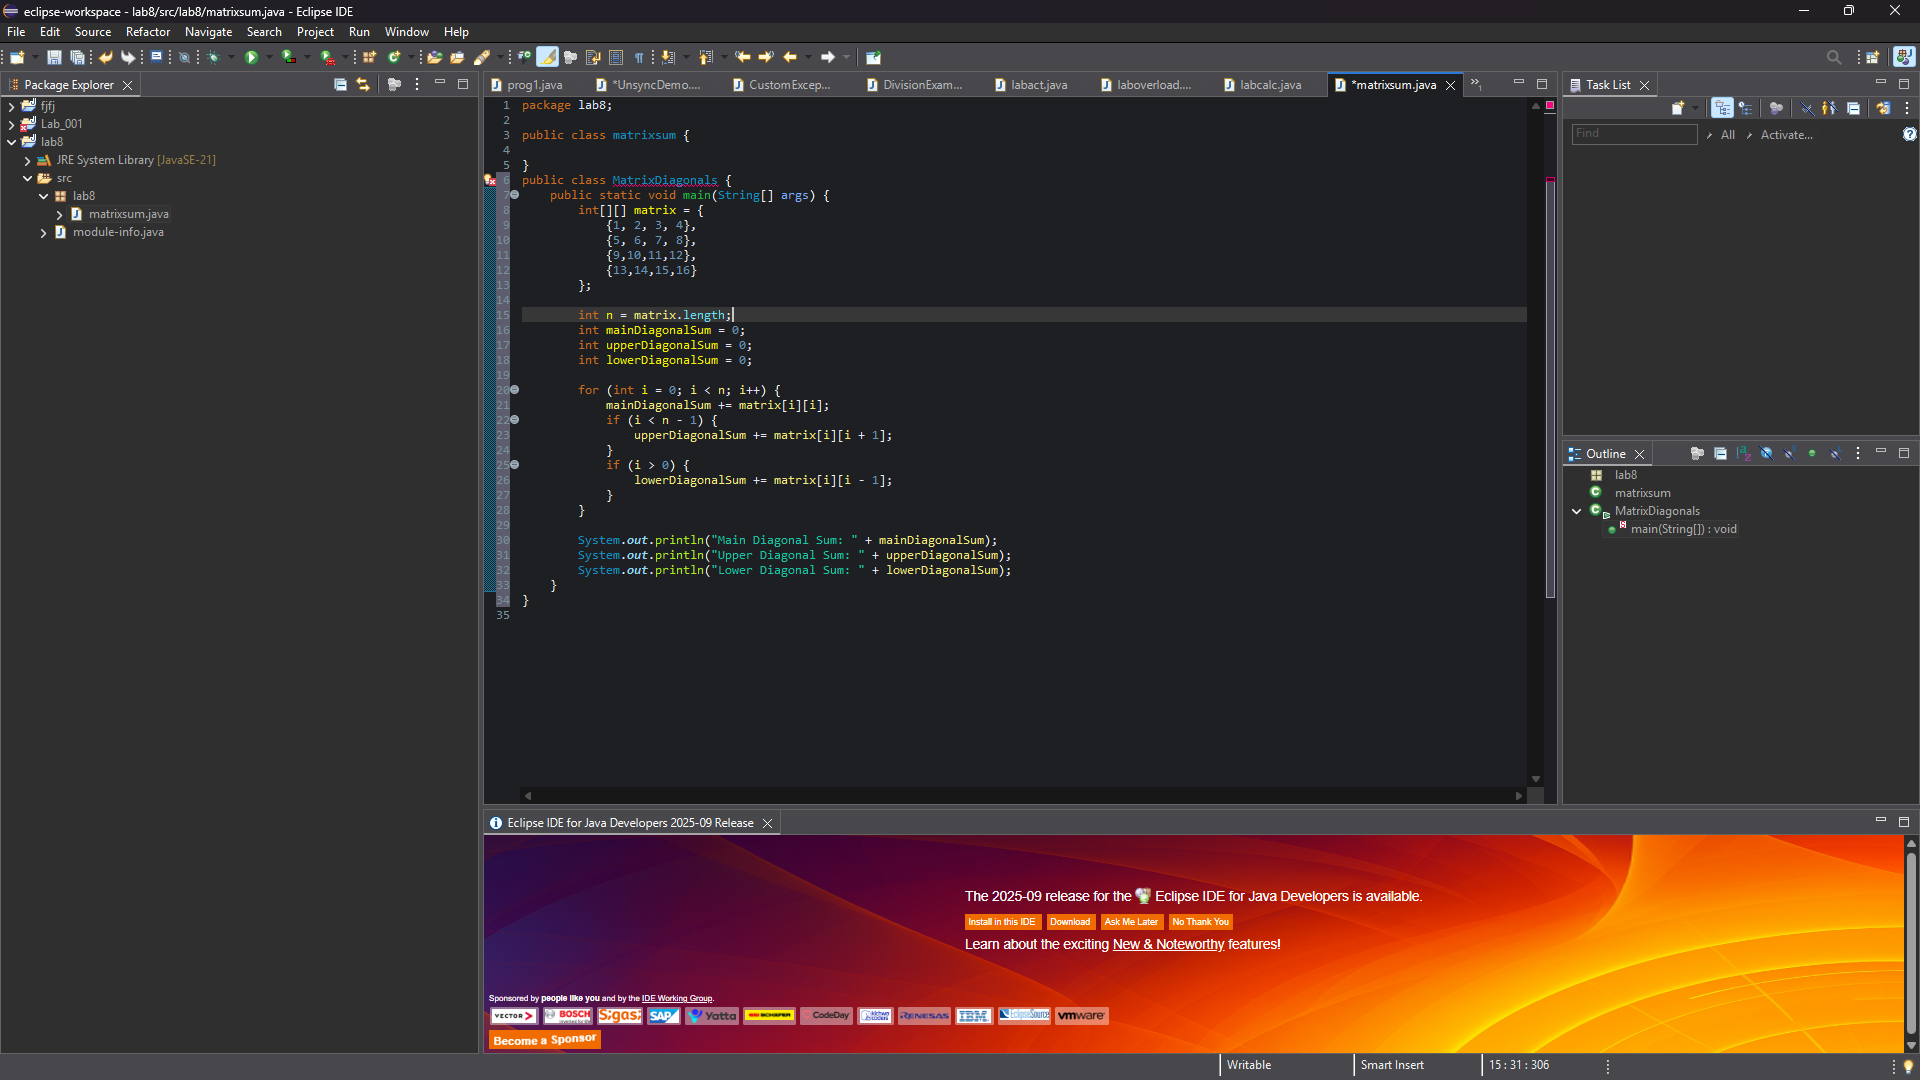 eclipse-workspace - lab8/src/lab8/matrixsum.java - Eclipse IDE
File Edit Source Refactor Navigate Search Project Run Window Help
Package Explorer
fjfj
Lab_001
lab8
JRE System Library [JavaSE-21]
src
lab8
matrixsum.java
module-info.java
prog1.java *UnsyncDemo.... CustomExcep... DivisionExam... labact.java laboverload.... labcalc.java *matrixsum.java
1 package lab8;
2
3 public class matrixsum {
4
5 }
6 public class MatrixDiagonals {
7 public static void main(String[] args) {
8 int[][] matrix = {
9 {1, 2, 3, 4},
10 {5, 6, 7, 8},
11 {9,10,11,12},
12 {13,14,15,16}
13 };
14
15 int n = matrix.length;
16 int mainDiagonalSum = 0;
17 int upperDiagonalSum = 0;
18 int lowerDiagonalSum = 0;
19
20 for (int i = 0; i < n; i++) {
21 mainDiagonalSum += matrix[i][i];
22 if (i < n - 1) {
23 upperDiagonalSum += matrix[i][i + 1];
24 }
25 if (i > 0) {
26 lowerDiagonalSum += matrix[i][i - 1];
27 }
28 }
29
30 System.out.println("Main Diagonal Sum: " + mainDiagonalSum);
31 System.out.println("Upper Diagonal Sum: " + upperDiagonalSum);
32 System.out.println("Lower Diagonal Sum: " + lowerDiagonalSum);
33 }
34 }
35
Task List
Find All Activate...
Outline
lab8
matrixsum
MatrixDiagonals
main(String[]) : void
Eclipse IDE for Java Developers 2025-09 Release
The 2025-09 release for the Eclipse IDE for Java Developers is available.
Install in this IDE Download Ask Me Later No Thank You
Learn about the exciting New & Noteworthy features!
Sponsored by people like you and by the IDE Working Group.
VECTOR BOSCH Sigasi SAP Yatta CodeDay RENESAS IBM EclipseSource vmware
Become a Sponsor
Writable Smart Insert 15 : 31 : 306